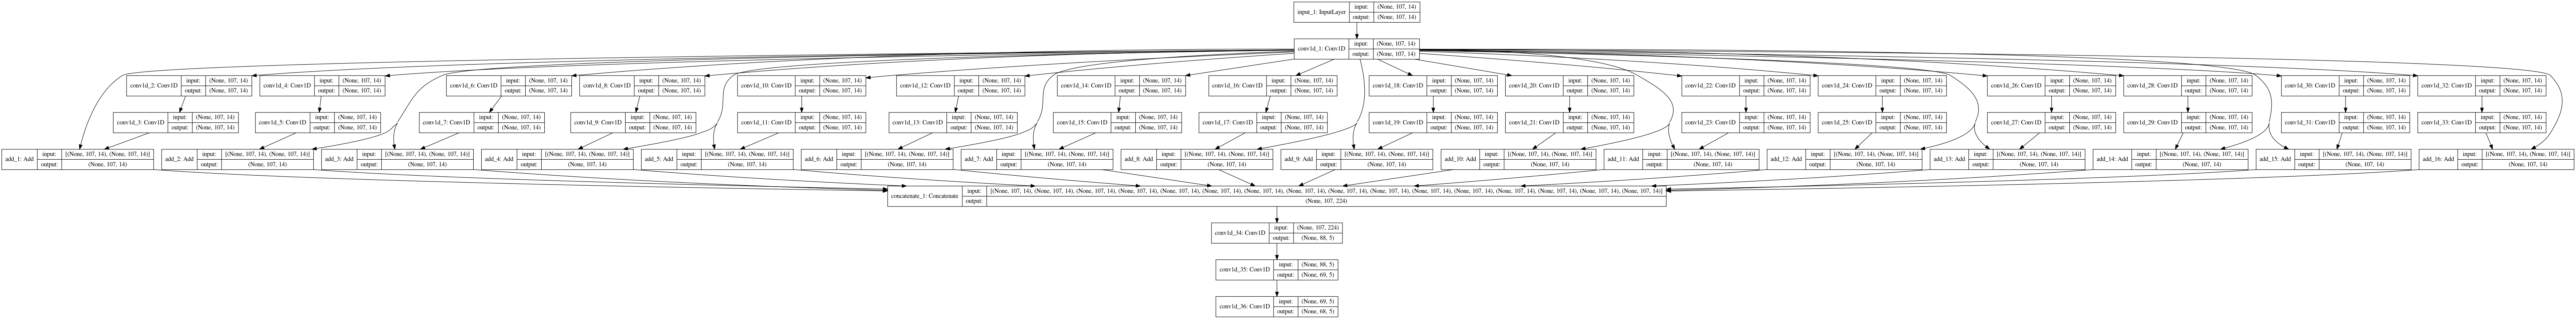 input_1: InputLayer
input: (None, 107, 14)
output: (None, 107, 14)
conv1d_1: Conv1D
input: (None, 107, 14)
output: (None, 107, 14)
conv1d_2: Conv1D
input: (None, 107, 14)
output: (None, 107, 14)
conv1d_4: Conv1D
input: (None, 107, 14)
output: (None, 107, 14)
conv1d_6: Conv1D
input: (None, 107, 14)
output: (None, 107, 14)
conv1d_8: Conv1D
input: (None, 107, 14)
output: (None, 107, 14)
conv1d_10: Conv1D
input: (None, 107, 14)
output: (None, 107, 14)
conv1d_12: Conv1D
input: (None, 107, 14)
output: (None, 107, 14)
conv1d_14: Conv1D
input: (None, 107, 14)
output: (None, 107, 14)
conv1d_16: Conv1D
input: (None, 107, 14)
output: (None, 107, 14)
conv1d_18: Conv1D
input: (None, 107, 14)
output: (None, 107, 14)
conv1d_20: Conv1D
input: (None, 107, 14)
output: (None, 107, 14)
conv1d_22: Conv1D
input: (None, 107, 14)
output: (None, 107, 14)
conv1d_24: Conv1D
input: (None, 107, 14)
output: (None, 107, 14)
conv1d_26: Conv1D
input: (None, 107, 14)
output: (None, 107, 14)
conv1d_28: Conv1D
input: (None, 107, 14)
output: (None, 107, 14)
conv1d_30: Conv1D
input: (None, 107, 14)
output: (None, 107, 14)
conv1d_32: Conv1D
input: (None, 107, 14)
output: (None, 107, 14)
conv1d_3: Conv1D
input: (None, 107, 14)
output: (None, 107, 14)
conv1d_5: Conv1D
input: (None, 107, 14)
output: (None, 107, 14)
conv1d_7: Conv1D
input: (None, 107, 14)
output: (None, 107, 14)
conv1d_9: Conv1D
input: (None, 107, 14)
output: (None, 107, 14)
conv1d_11: Conv1D
input: (None, 107, 14)
output: (None, 107, 14)
conv1d_13: Conv1D
input: (None, 107, 14)
output: (None, 107, 14)
conv1d_15: Conv1D
input: (None, 107, 14)
output: (None, 107, 14)
conv1d_17: Conv1D
input: (None, 107, 14)
output: (None, 107, 14)
conv1d_19: Conv1D
input: (None, 107, 14)
output: (None, 107, 14)
conv1d_21: Conv1D
input: (None, 107, 14)
output: (None, 107, 14)
conv1d_23: Conv1D
input: (None, 107, 14)
output: (None, 107, 14)
conv1d_25: Conv1D
input: (None, 107, 14)
output: (None, 107, 14)
conv1d_27: Conv1D
input: (None, 107, 14)
output: (None, 107, 14)
conv1d_29: Conv1D
input: (None, 107, 14)
output: (None, 107, 14)
conv1d_31: Conv1D
input: (None, 107, 14)
output: (None, 107, 14)
conv1d_33: Conv1D
input: (None, 107, 14)
output: (None, 107, 14)
add_1: Add
input: [(None, 107, 14), (None, 107, 14)]
output: (None, 107, 14)
add_2: Add
input: [(None, 107, 14), (None, 107, 14)]
output: (None, 107, 14)
add_3: Add
input: [(None, 107, 14), (None, 107, 14)]
output: (None, 107, 14)
add_4: Add
input: [(None, 107, 14), (None, 107, 14)]
output: (None, 107, 14)
add_5: Add
input: [(None, 107, 14), (None, 107, 14)]
output: (None, 107, 14)
add_6: Add
input: [(None, 107, 14), (None, 107, 14)]
output: (None, 107, 14)
add_7: Add
input: [(None, 107, 14), (None, 107, 14)]
output: (None, 107, 14)
add_8: Add
input: [(None, 107, 14), (None, 107, 14)]
output: (None, 107, 14)
add_9: Add
input: [(None, 107, 14), (None, 107, 14)]
output: (None, 107, 14)
add_10: Add
input: [(None, 107, 14), (None, 107, 14)]
output: (None, 107, 14)
add_11: Add
input: [(None, 107, 14), (None, 107, 14)]
output: (None, 107, 14)
add_12: Add
input: [(None, 107, 14), (None, 107, 14)]
output: (None, 107, 14)
add_13: Add
input: [(None, 107, 14), (None, 107, 14)]
output: (None, 107, 14)
add_14: Add
input: [(None, 107, 14), (None, 107, 14)]
output: (None, 107, 14)
add_15: Add
input: [(None, 107, 14), (None, 107, 14)]
output: (None, 107, 14)
add_16: Add
input: [(None, 107, 14), (None, 107, 14)]
output: (None, 107, 14)
concatenate_1: Concatenate
input: [(None, 107, 14), (None, 107, 14), (None, 107, 14), (None, 107, 14), (None, 107, 14), (None, 107, 14), (None, 107, 14), (None, 107, 14), (None, 107, 14), (None, 107, 14), (None, 107, 14), (None, 107, 14), (None, 107, 14), (None, 107, 14), (None, 107, 14), (None, 107, 14)]
output: (None, 107, 224)
conv1d_34: Conv1D
input: (None, 107, 224)
output: (None, 88, 5)
conv1d_35: Conv1D
input: (None, 88, 5)
output: (None, 69, 5)
conv1d_36: Conv1D
input: (None, 69, 5)
output: (None, 68, 5)